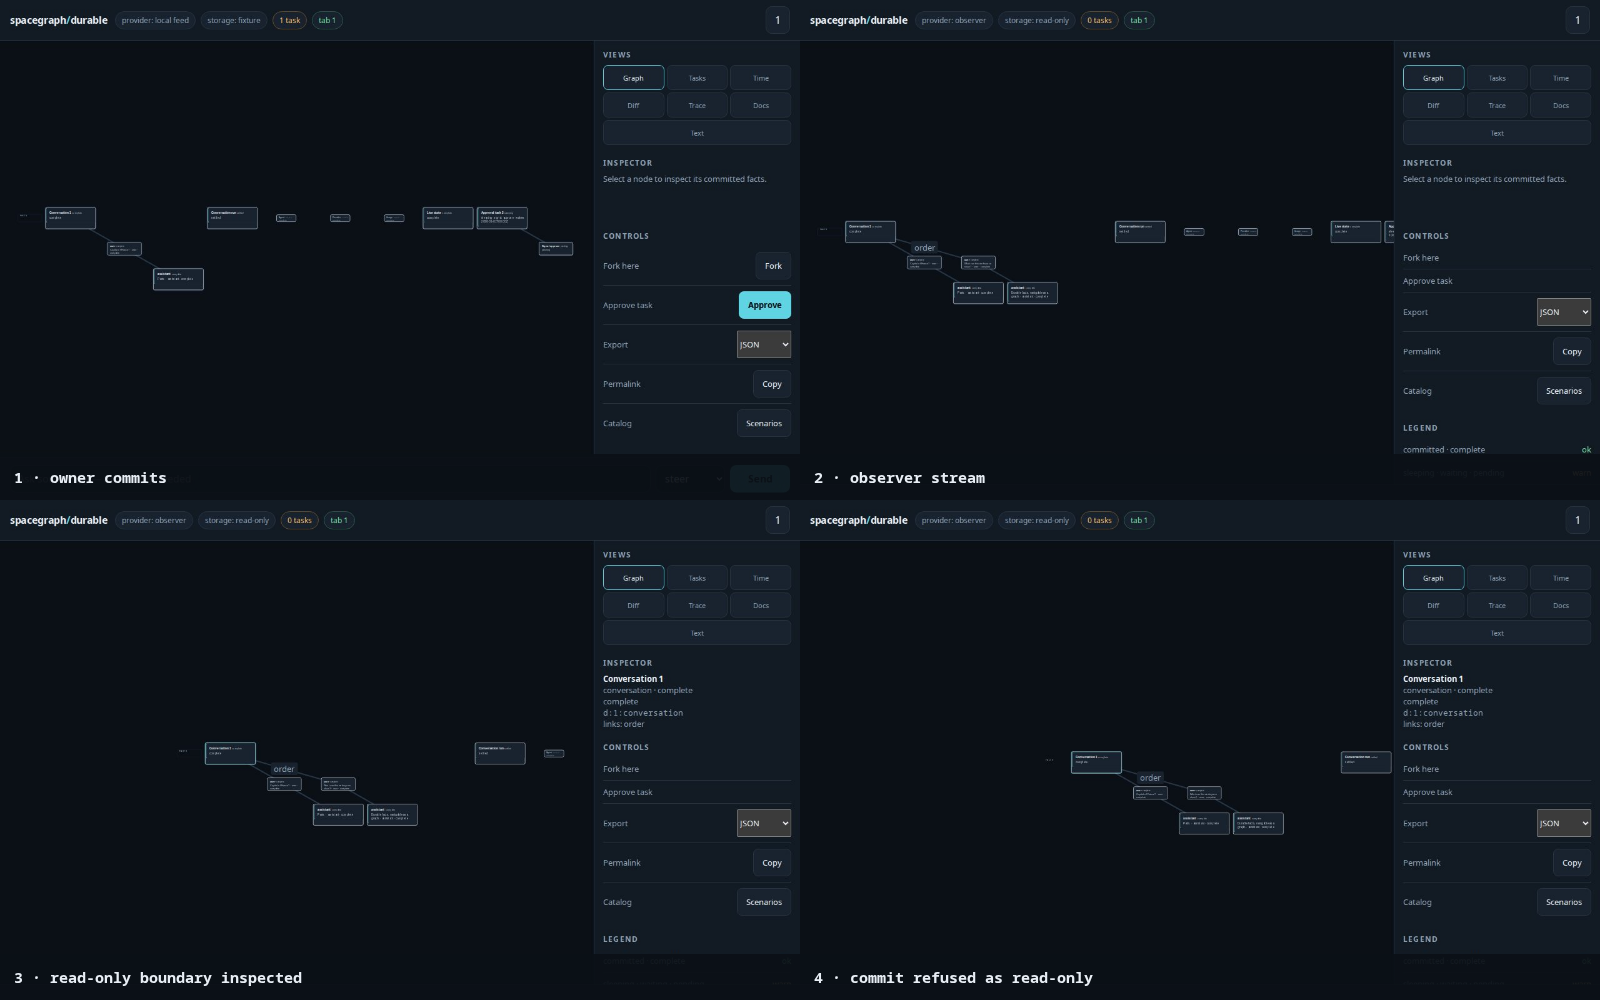 spacegraph/durable
provider: local feed
storage: fixture
1 task
tab 1
1
VIEWS
Graph
Tasks
Time
Diff
Trace
Docs
Text
INSPECTOR
Select a node to inspect its committed facts.
CONTROLS
Fork here
Fork
Approve task
Approve
Export
JSON
Permalink
Copy
Catalog
Scenarios
1 · owner commits
spacegraph/durable
provider: observer
storage: read-only
0 tasks
tab 1
1
order
VIEWS
Graph
Tasks
Time
Diff
Trace
Docs
Text
INSPECTOR
Select a node to inspect its committed facts.
CONTROLS
Fork here
Approve task
Export
JSON
Permalink
Copy
Catalog
Scenarios
LEGEND
committed · complete
ok
2 · observer stream
spacegraph/durable
provider: observer
storage: read-only
0 tasks
tab 1
1
order
VIEWS
Graph
Tasks
Time
Diff
Trace
Docs
Text
INSPECTOR
Conversation 1
conversation · complete
complete
d:1:conversation
links: order
CONTROLS
Fork here
Approve task
Export
JSON
Permalink
Copy
Catalog
Scenarios
LEGEND
3 · read-only boundary inspected
spacegraph/durable
provider: observer
storage: read-only
0 tasks
tab 1
1
order
VIEWS
Graph
Tasks
Time
Diff
Trace
Docs
Text
INSPECTOR
Conversation 1
conversation · complete
complete
d:1:conversation
links: order
CONTROLS
Fork here
Approve task
Export
JSON
Permalink
Copy
Catalog
Scenarios
LEGEND
4 · commit refused as read-only